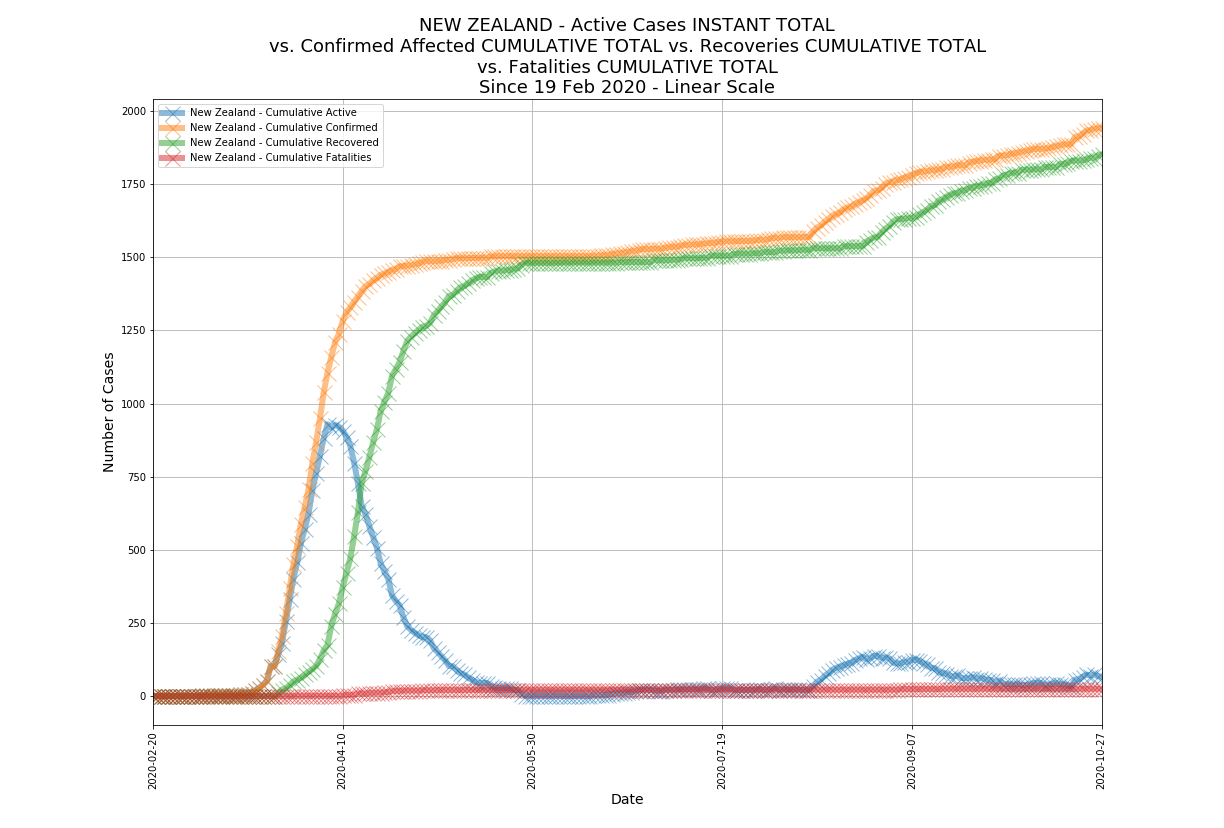 NEW ZEALAND - Active Cases INSTANT TOTAL
vs. Confirmed Affected CUMULATIVE TOTAL vs. Recoveries CUMULATIVE TOTAL
vs. Fatalities CUMULATIVE TOTAL
Since 19 Feb 2020 - Linear Scale
New Zealand - Cumulative Active
New Zealand - Cumulative Confirmed
New Zealand - Cumulative Recovered
New Zealand - Cumulative Fatalities
Number of Cases
2000
1750
1500
1250
1000
750
500
250
0
2020-02-20
2020-04-10
2020-05-30
2020-07-19
2020-09-07
2020-10-27
Date